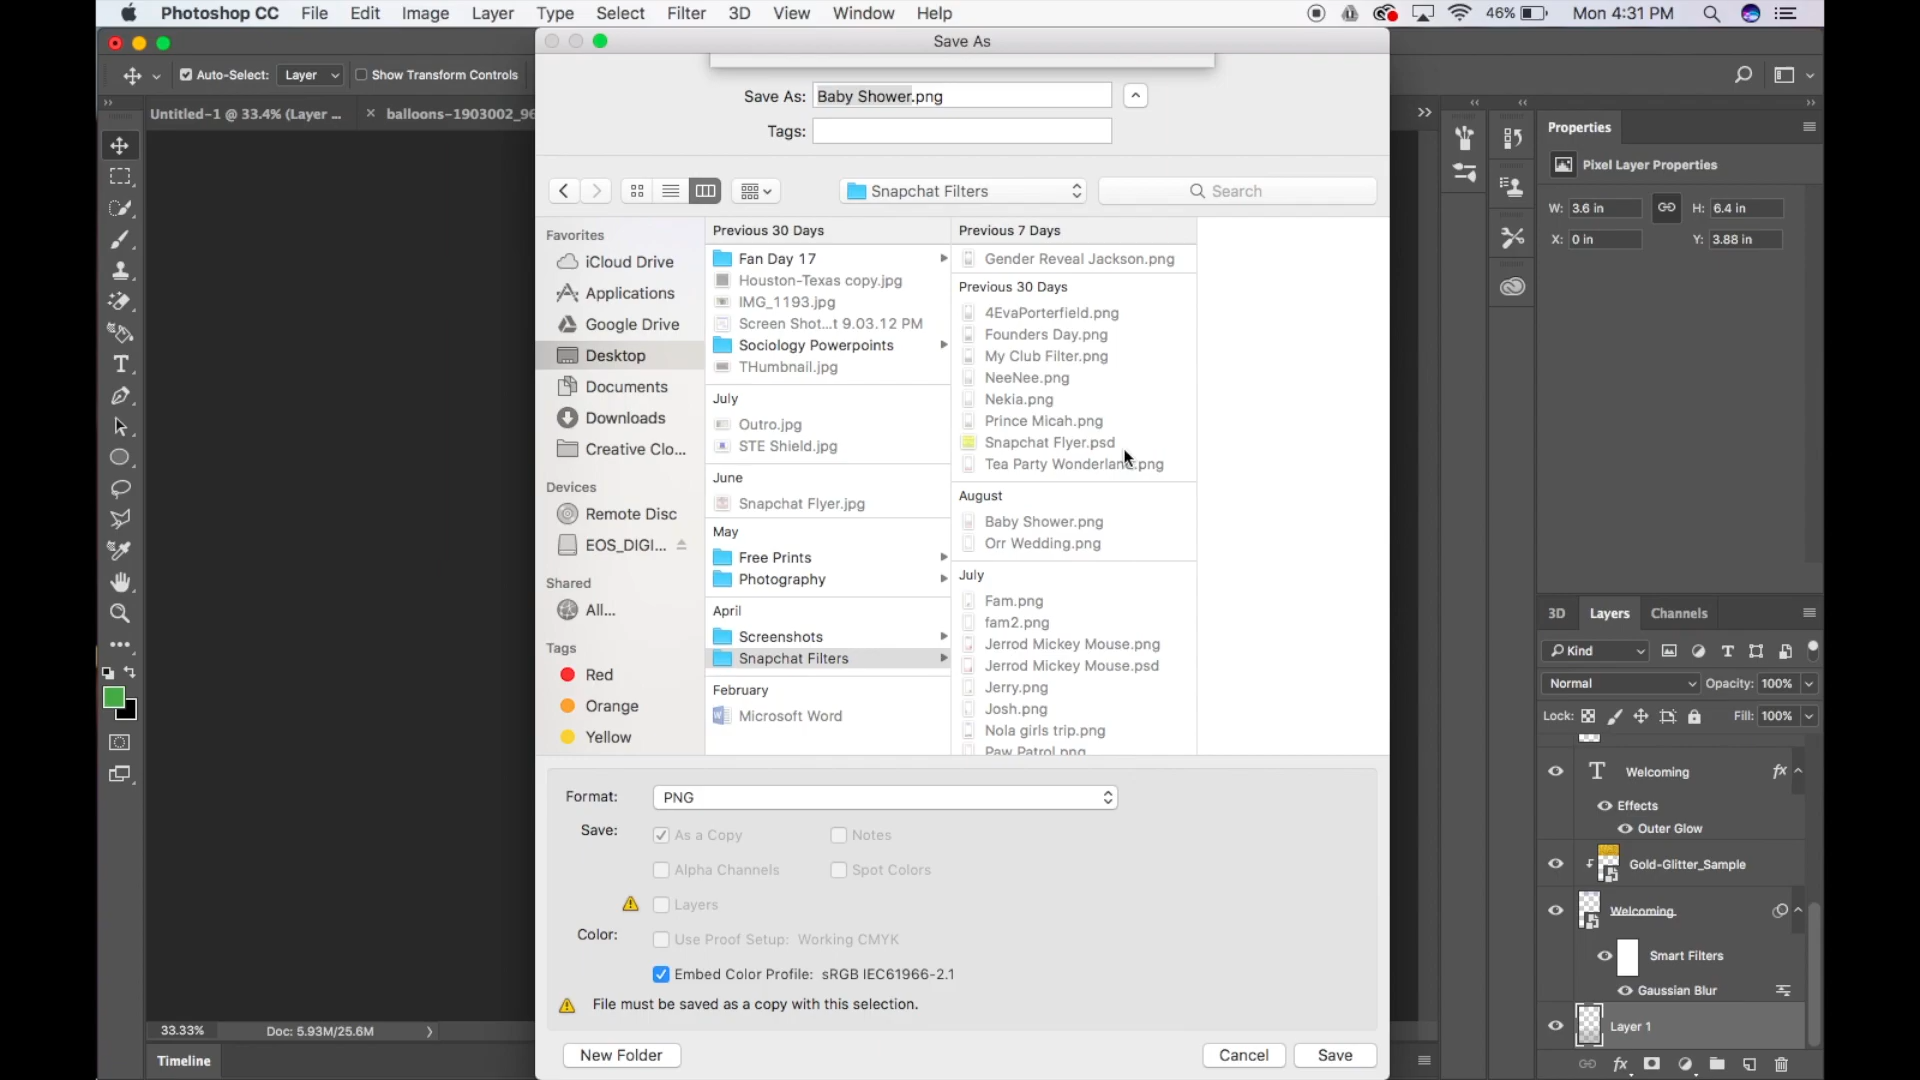 Photoshop CC File Edit Image Layer Type Select Filter 3D View Window Help 46% Mon 4:31 PM
Save As
Auto-Select: Layer Show Transform Controls
Save As: Baby Shower.png
Tags:
Untitled-1 @ 33.4% (Layer ... × balloons-1903002_96
Snapchat Filters
Search
Favorites
iCloud Drive
Applications
Google Drive
Desktop
Documents
Downloads
Creative Clo...
Devices
Remote Disc
EOS_DIGI...
Shared
All...
Tags
Red
Orange
Yellow
Previous 30 Days
Fan Day 17
Houston-Texas copy.jpg
IMG_1193.jpg
Screen Shot...t 9.03.12 PM
Sociology Powerpoints
THumbnail.jpg
July
Outro.jpg
STE Shield.jpg
June
Snapchat Flyer.jpg
May
Free Prints
Photography
April
Screenshots
Snapchat Filters
February
Microsoft Word
Previous 7 Days
Gender Reveal Jackson.png
Previous 30 Days
4EvaPorterfield.png
Founders Day.png
My Club Filter.png
NeeNee.png
Nekia.png
Prince Micah.png
Snapchat Flyer.psd
Tea Party Wonderland.png
August
Baby Shower.png
Orr Wedding.png
July
Fam.png
fam2.png
Jerrod Mickey Mouse.png
Jerrod Mickey Mouse.psd
Jerry.png
Josh.png
Nola girls trip.png
Paw Patrol.png
Format: PNG
Save: As a Copy Notes
Alpha Channels Spot Colors
Layers
Color: Use Proof Setup: Working CMYK
Embed Color Profile: sRGB IEC61966-2.1
File must be saved as a copy with this selection.
New Folder Cancel Save
33.33% Doc: 5.93M/25.6M
Timeline
Properties
Pixel Layer Properties
W: 3.6 in H: 6.4 in
X: 0 in Y: 3.88 in
3D Layers Channels
Kind
Normal Opacity: 100%
Lock: Fill: 100%
Welcoming fx
Effects
Outer Glow
Gold-Glitter_Sample
Welcoming
Smart Filters
Gaussian Blur
Layer 1
fx